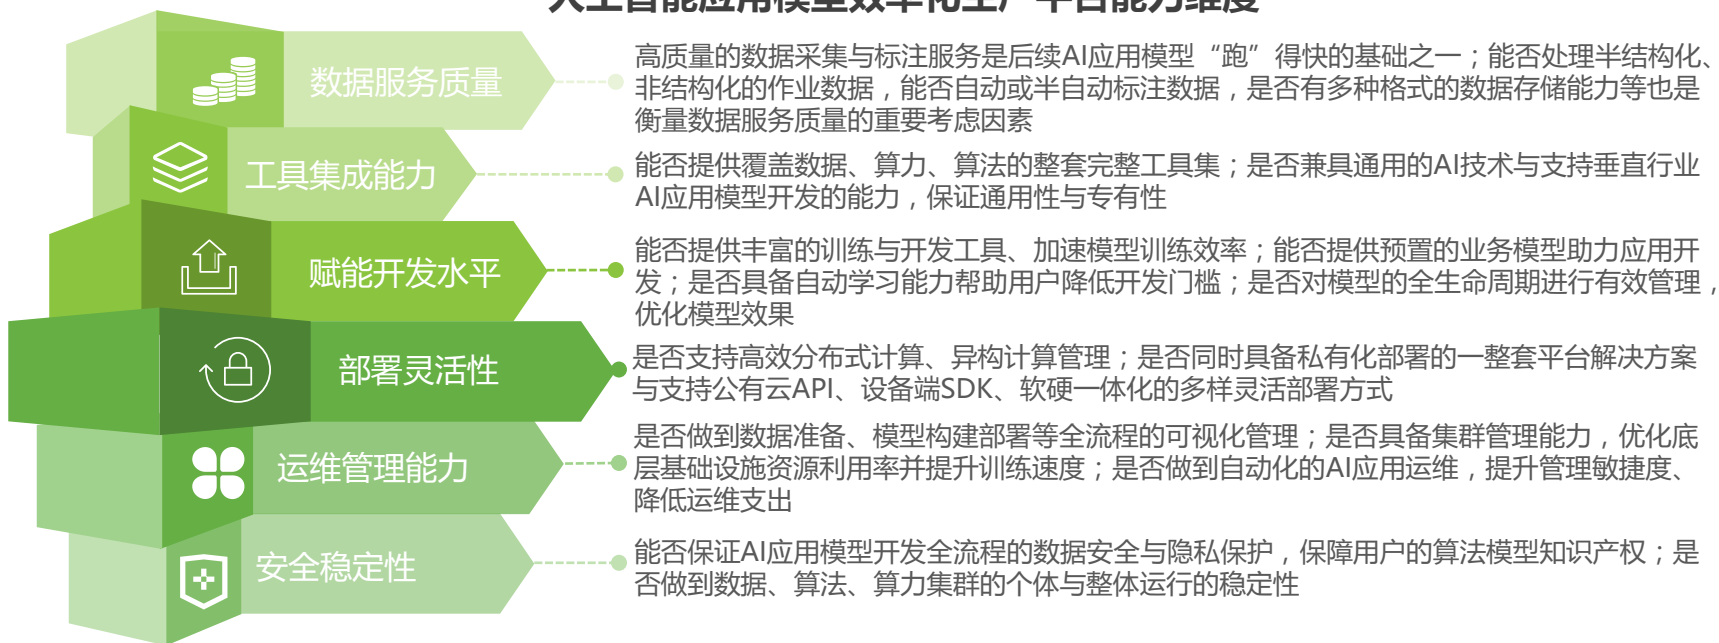 人工智能应用模型效率化生产平台能力维度
数据服务质量
高质量的数据采集与标注服务是后续AI应用模型“跑”得快的基础之一；能否处理半结构化、
非结构化的作业数据，能否自动或半自动标注数据，是否有多种格式的数据存储能力等也是
衡量数据服务质量的重要考虑因素
工具集成能力
能否提供覆盖数据、算力、算法的整套完整工具集；是否兼具通用的AI技术与支持垂直行业
AI应用模型开发的能力，保证通用性与专有性
赋能开发水平
能否提供丰富的训练与开发工具、加速模型训练效率；能否提供预置的业务模型助力应用开
发；是否具备自动学习能力帮助用户降低开发门槛；是否对模型的全生命周期进行有效管理，
优化模型效果
部署灵活性
是否支持高效分布式计算、异构计算管理；是否同时具备私有化部署的一整套平台解决方案
与支持公有云API、设备端SDK、软硬一体化的多样灵活部署方式
运维管理能力
是否做到数据准备、模型构建部署等全流程的可视化管理；是否具备集群管理能力，优化底
层基础设施资源利用率并提升训练速度；是否做到自动化的AI应用运维，提升管理敏捷度、
降低运维支出
安全稳定性
能否保证AI应用模型开发全流程的数据安全与隐私保护，保障用户的算法模型知识产权；是
否做到数据、算法、算力集群的个体与整体运行的稳定性